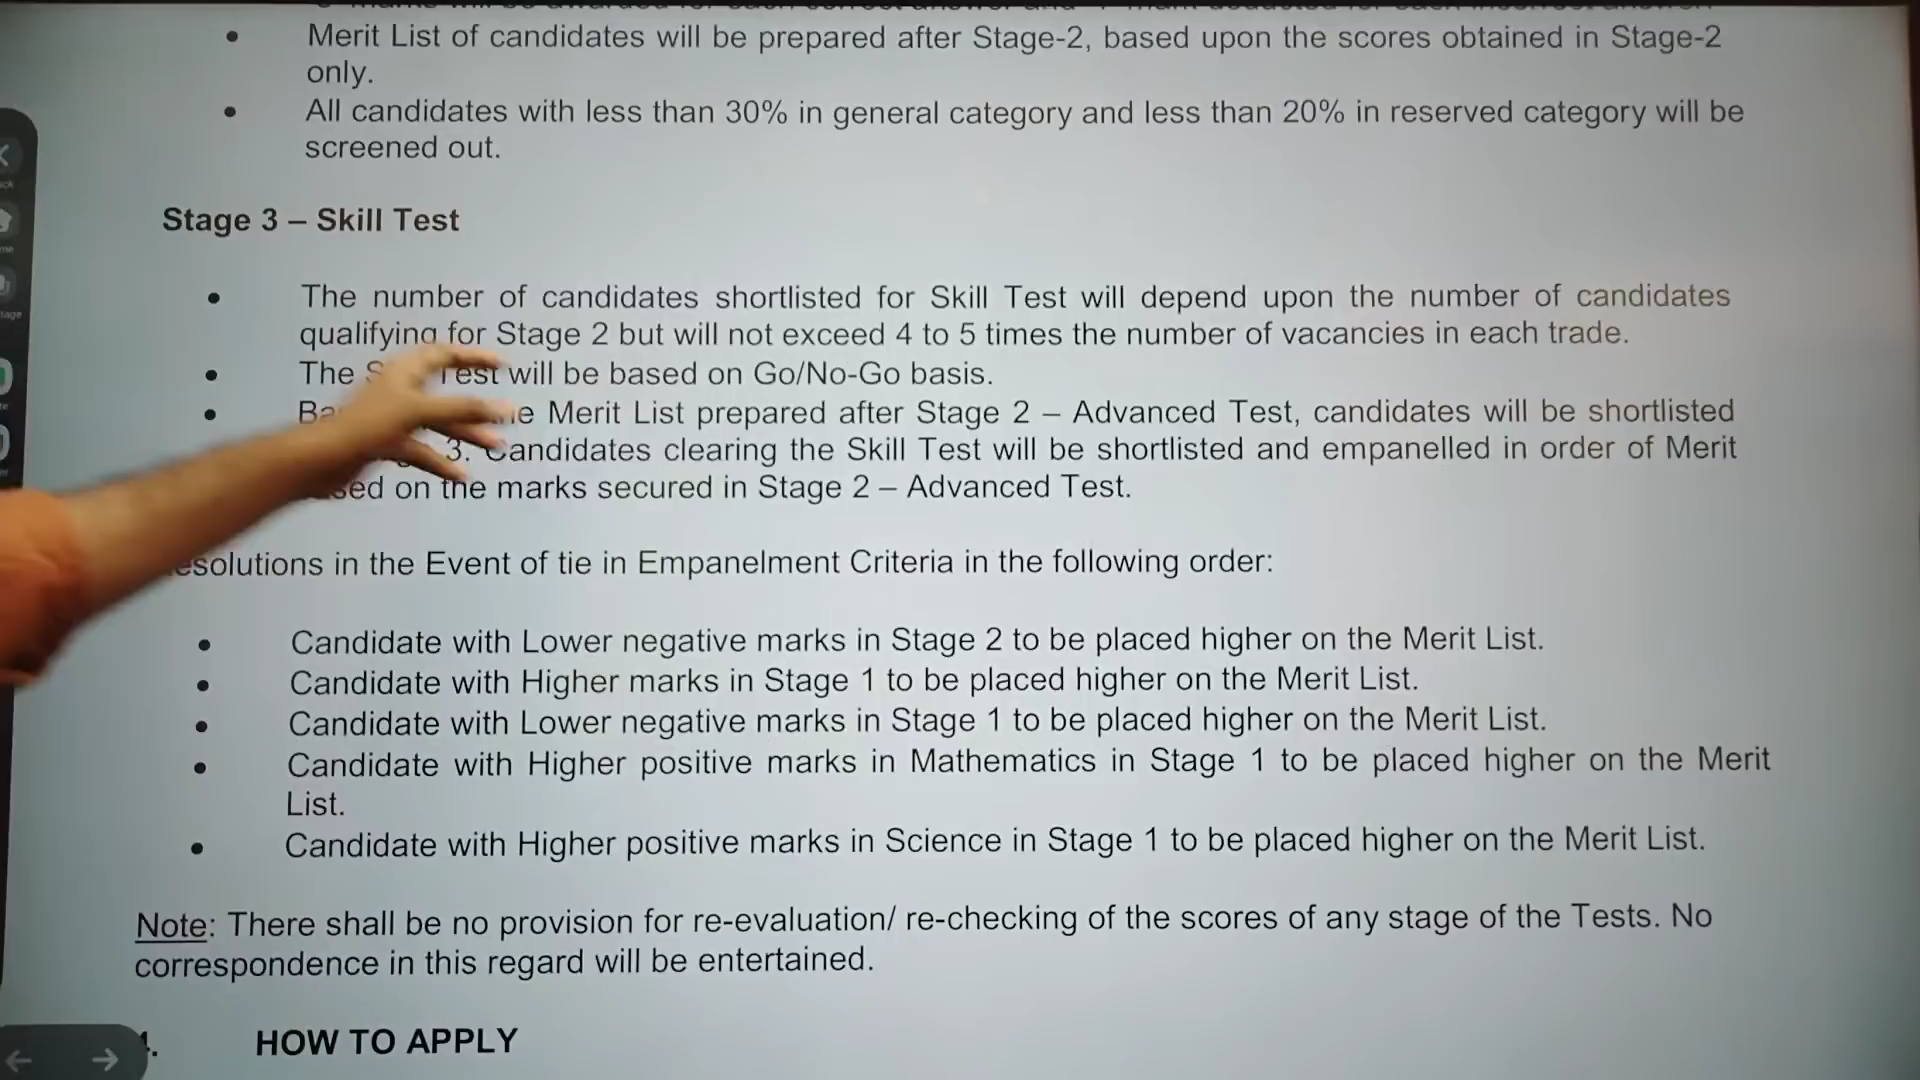 Merit List of candidates will be prepared after Stage-2, based upon the scores obtained in Stage-2
only.
All candidates with less than 30% in general category and less than 20% in reserved category will be
screened out.
Stage 3 – Skill Test
The number of candidates shortlisted for Skill Test will depend upon the number of candidates
qualifying for Stage 2 but will not exceed 4 to 5 times the number of vacancies in each trade.
The Test will be based on Go/No-Go basis.
Merit List prepared after Stage 2 – Advanced Test, candidates will be shortlisted
3. Candidates clearing the Skill Test will be shortlisted and empanelled in order of Merit
on the marks secured in Stage 2 – Advanced Test.
in the Event of tie in Empanelment Criteria in the following order:
Candidate with Lower negative marks in Stage 2 to be placed higher on the Merit List.
Candidate with Higher marks in Stage 1 to be placed higher on the Merit List.
Candidate with Lower negative marks in Stage 1 to be placed higher on the Merit List.
Candidate with Higher positive marks in Mathematics in Stage 1 to be placed higher on the Merit
List.
Candidate with Higher positive marks in Science in Stage 1 to be placed higher on the Merit List.
Note: There shall be no provision for re-evaluation/ re-checking of the scores of any stage of the Tests. No
correspondence in this regard will be entertained.
HOW TO APPLY